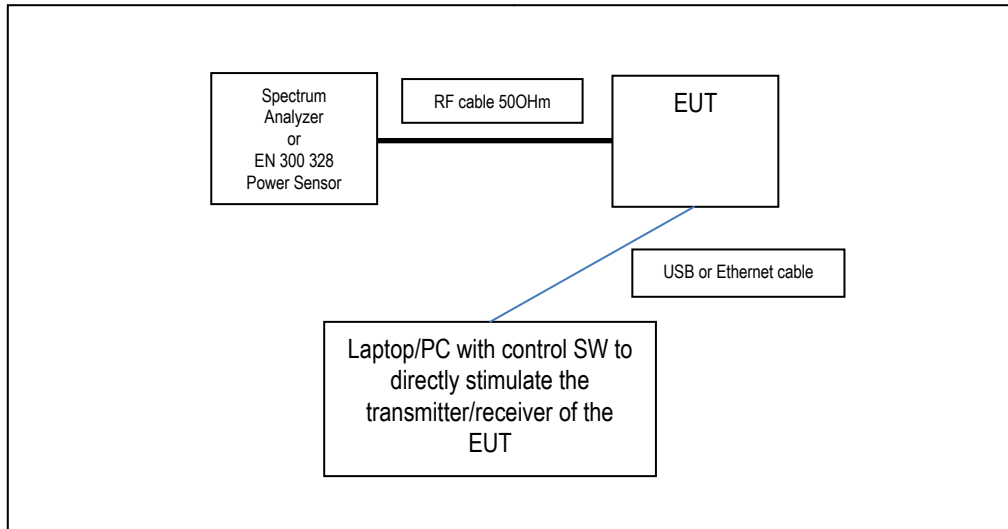 Spectrum
Analyzer
or
EN 300 328
Power Sensor
RF cable 50OHm
EUT
USB or Ethernet cable
Laptop/PC with control SW to
directly stimulate the
transmitter/receiver of the
EUT